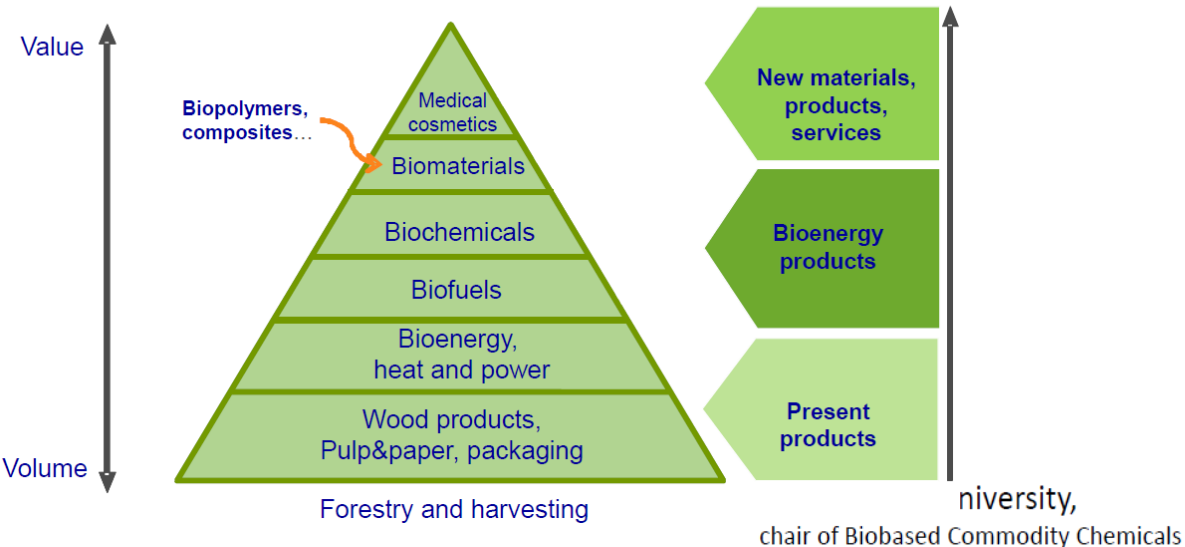 Value
Biopolymers,
composites…
Medical
cosmetics
Biomaterials
Biochemicals
Biofuels
Bioenergy,
heat and power
Wood products,
Pulp&paper, packaging
Volume
Forestry and harvesting
New materials,
products,
services
Bioenergy
products
Present
products
niversity,
chair of Biobased Commodity Chemicals